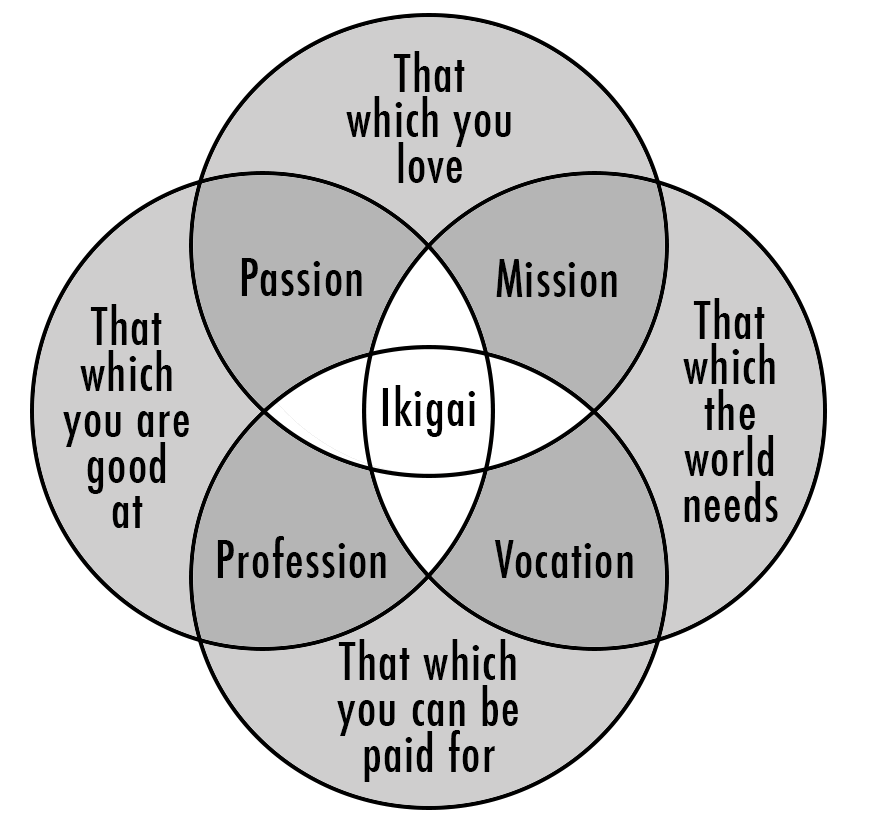 That
which you
love
Passion
Mission
That
which
you are
good
at
Ikigai
That
which
the
world
needs
Profession
Vocation
That which
you can be
paid for